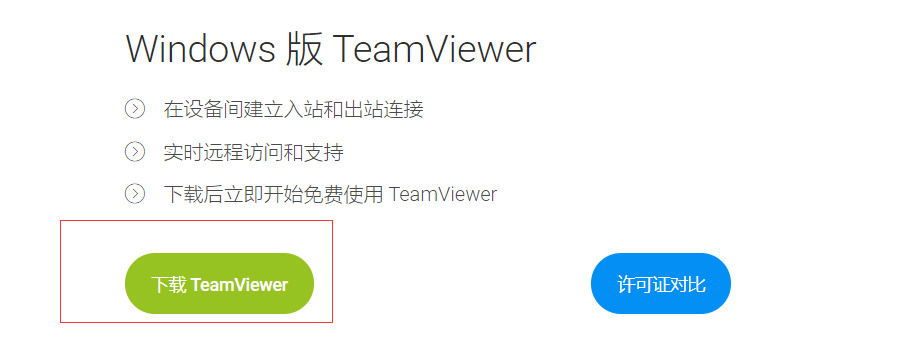 Windows 版 TeamViewer
在设备间建立入站和出站连接
实时远程访问和支持
下载后立即开始免费使用 TeamViewer
下载 TeamViewer
许可证对比